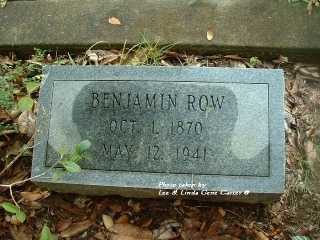 BENJAMIN ROW
OCT. 1, 1870
MAY 12, 1941
Photo taken by
Lee & Linda Gene Carter ©